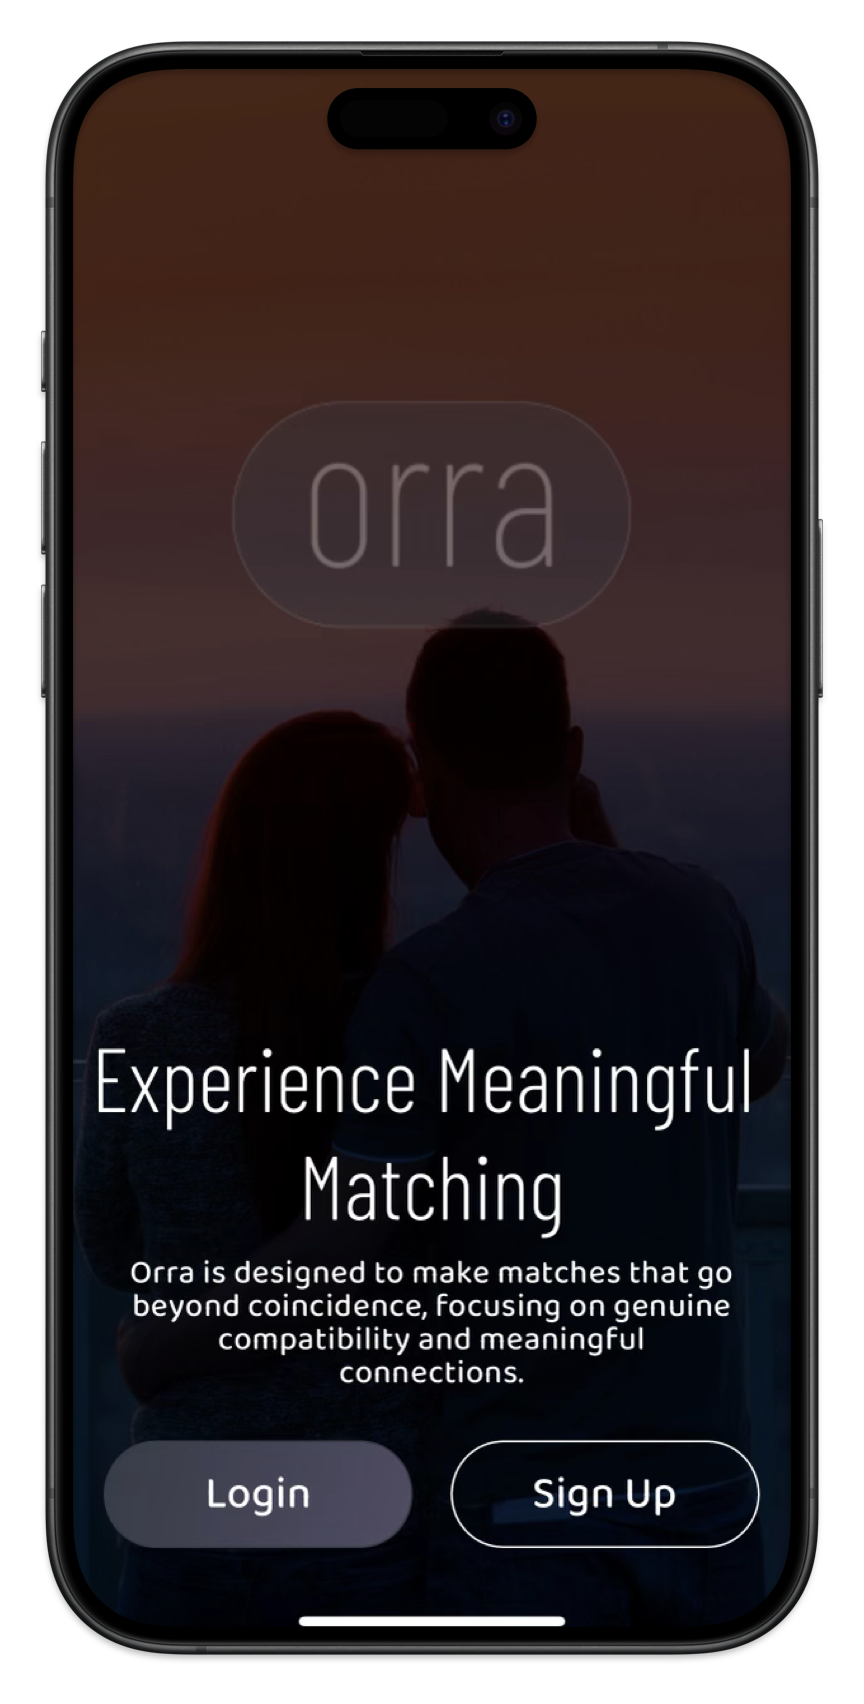 orra
Experience Meaningful
Matching
Orra is designed to make matches that go
beyond coincidence, focusing on genuine
compatibility and meaningful
connections.
Login
Sign Up